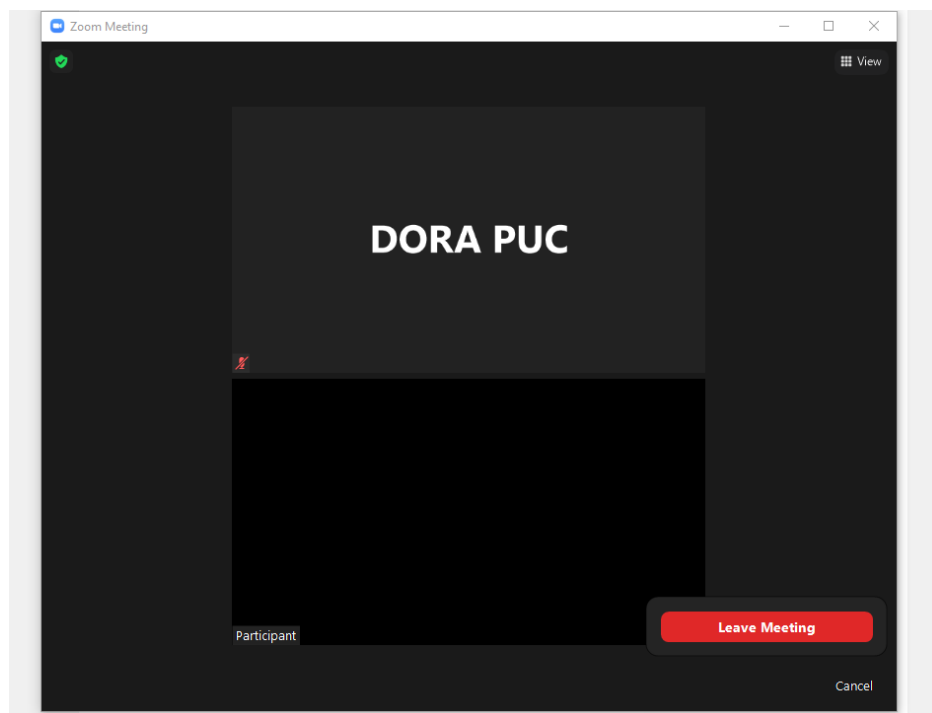 Zoom Meeting
View
DORA PUC
Participant
Leave Meeting
Cancel